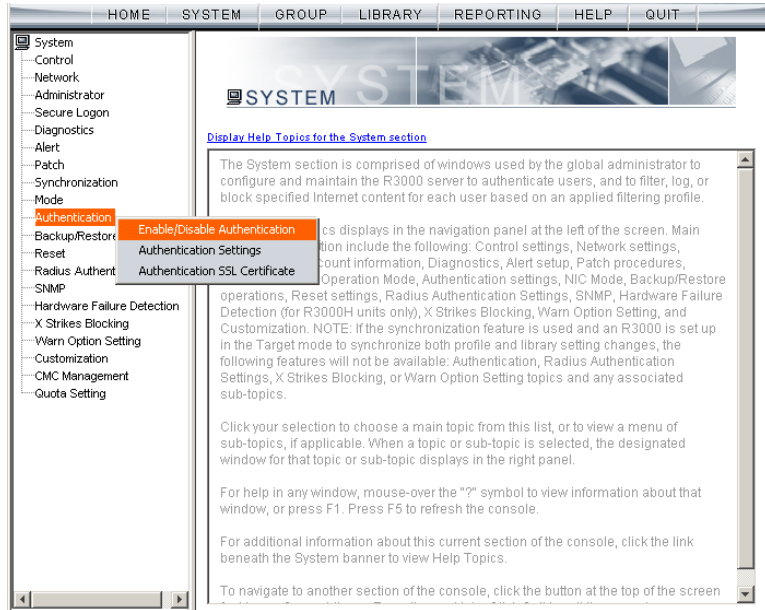 HOME SYSTEM GROUP LIBRARY REPORTING HELP QUIT
System
Control
Network
Administrator
Secure Logon
Diagnostics
Alert
Patch
Synchronization
Mode
Authentication
Backup/Restore
Reset
Radius Authent
SNMP
Hardware Failure Detection
X Strikes Blocking
Warn Option Setting
Customization
CMC Management
Quota Setting
Enable/Disable Authentication
Authentication Settings
Authentication SSL Certificate
SYSTEM
SYSTEM
Display Help Topics for the System section
The System section is comprised of windows used by the global administrator to
configure and maintain the R3000 server to authenticate users, and to filter, log, or
block specified Internet content for each user based on an applied filtering profile.
cs displays in the navigation panel at the left of the screen. Main
tion include the following: Control settings, Network settings,
count information, Diagnostics, Alert setup, Patch procedures,
Operation Mode, Authentication settings, NIC Mode, Backup/Restore
operations, Reset settings, Radius Authentication Settings, SNMP, Hardware Failure
Detection (for R3000H units only), X Strikes Blocking, Warn Option Setting, and
Customization. NOTE: If the synchronization feature is used and an R3000 is set up
in the Target mode to synchronize both profile and library setting changes, the
following features will not be available: Authentication, Radius Authentication
Settings, X Strikes Blocking, or Warn Option Setting topics and any associated
sub-topics.
Click your selection to choose a main topic from this list, or to view a menu of
sub-topics, if applicable. When a topic or sub-topic is selected, the designated
window for that topic or sub-topic displays in the right panel.
For help in any window, mouse-over the "?" symbol to view information about that
window, or press F1. Press F5 to refresh the console.
For additional information about this current section of the console, click the link
beneath the System banner to view Help Topics.
To navigate to another section of the console, click the button at the top of the screen